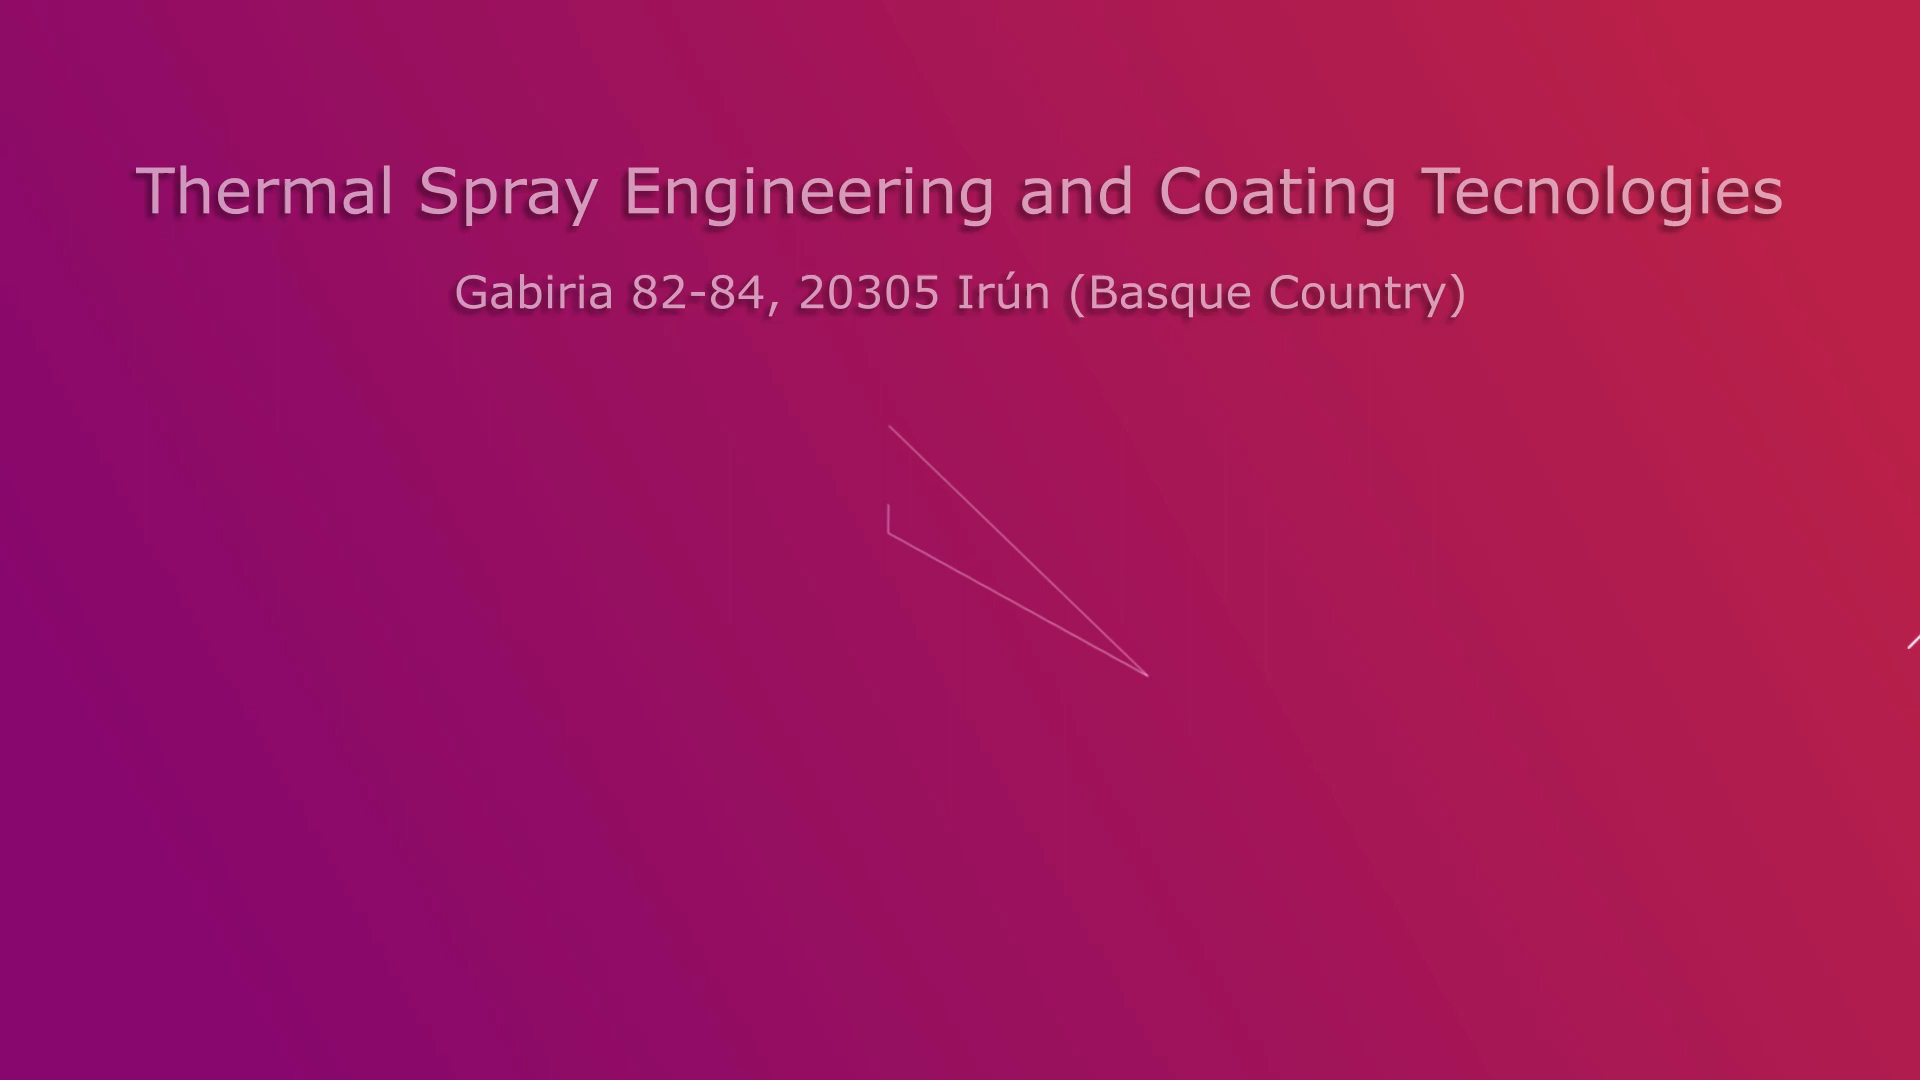 Thermal Spray Engineering and Coating Tecnologies
Gabiria 82-84, 20305 Irún (Basque Country)